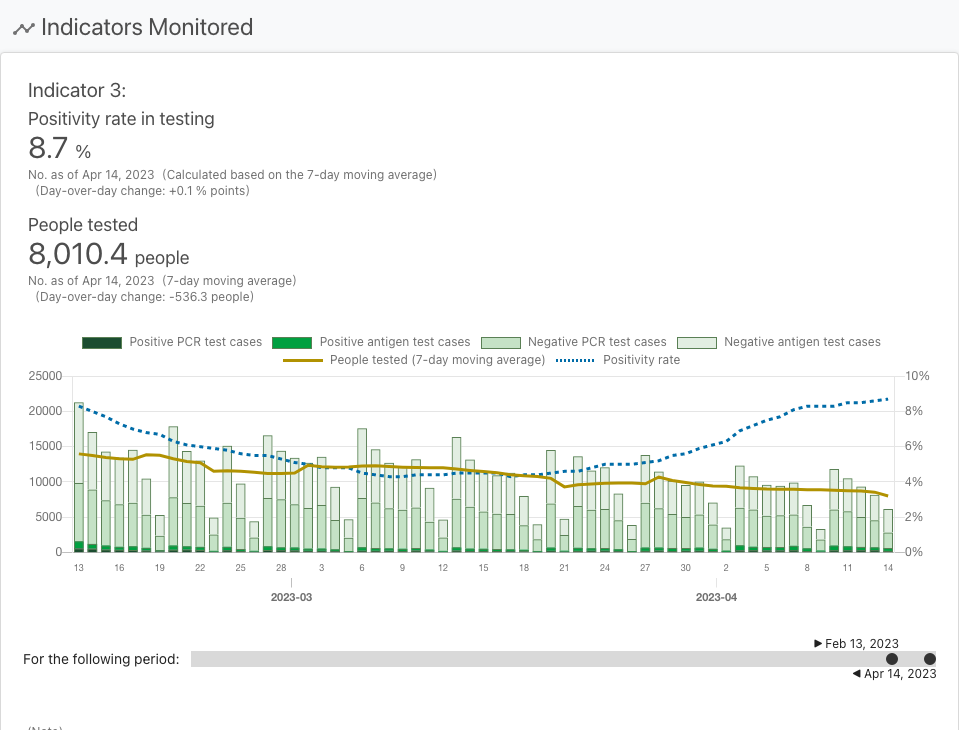 Indicators Monitored
Indicator 3:
Positivity rate in testing
8.7 %
No. as of Apr 14, 2023 (Calculated based on the 7-day moving average)
(Day-over-day change: +0.1 % points)
People tested
8,010.4 people
No. as of Apr 14, 2023 (7-day moving average)
(Day-over-day change: -536.3 people)
Positive PCR test cases Positive antigen test cases Negative PCR test cases Negative antigen test cases
People tested (7-day moving average) Positivity rate
25000 10%
20000 8%
15000 6%
10000 4%
5000 2%
0 0%
13 16 19 22 25 28 3 6 9 12 15 18 21 24 27 30 2 5 8 11 14
2023-03 2023-04
Feb 13, 2023
For the following period:
Apr 14, 2023
(Note)